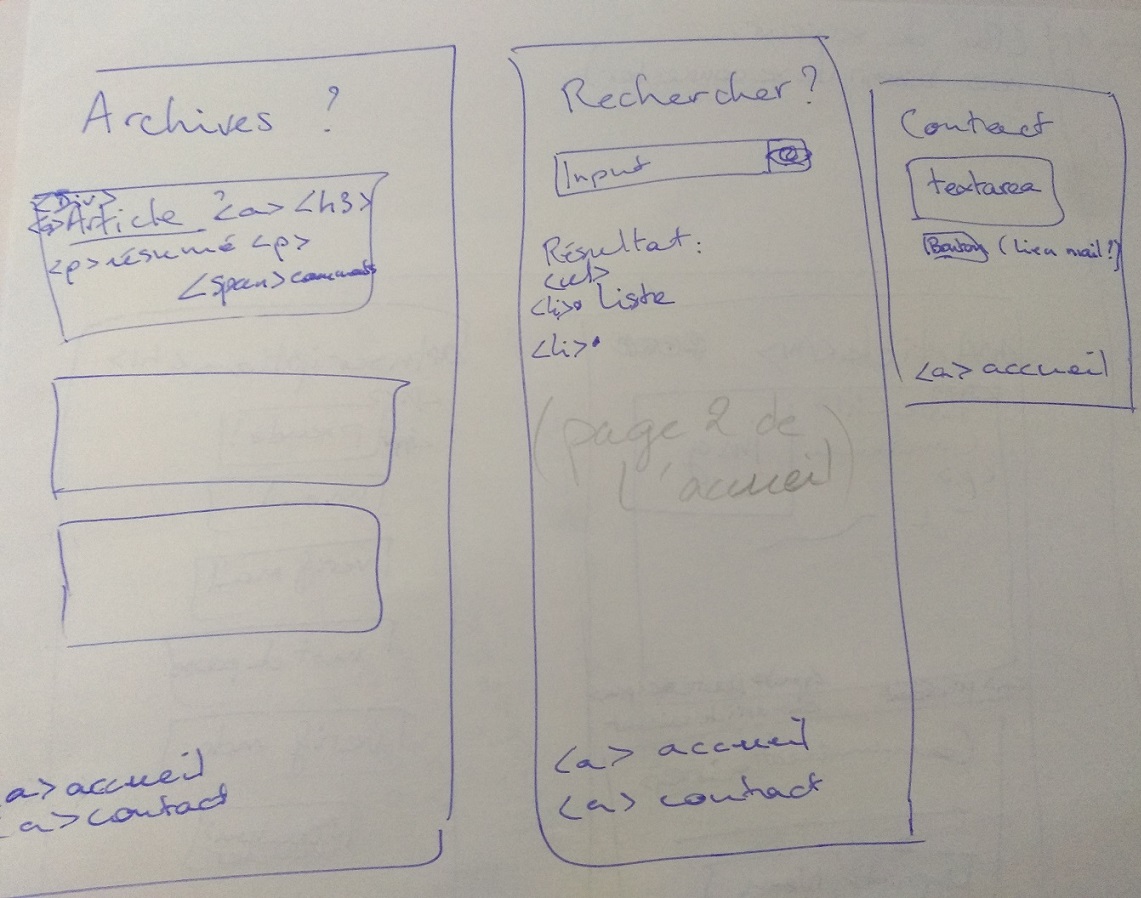 Archives ?
<Div>
<a>Article ? <a> <h3>
<p>résumé <p>
<span>comments
a> accueil
<a> contact
Rechercher ?
Input
Résultat:
<ul>
<li>• Liste
<li>•
(page 2 de
l'accueil)
<a> accueil
<a> contact
Contact
textarea
Bouton (lien mail?)
<a> accueil